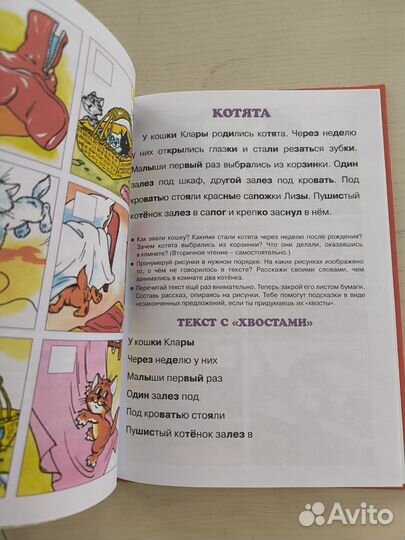 КОТЯТА
У кошки Клары родились котята. Через неделю
у них открылись глазки и стали резаться зубки.
Малыши первый раз выбрались из корзинки. Один
залез под шкаф, другой залез под кровать. Под
кроватью стояли красные сапожки Лизы. Пушистый
котёнок залез в сапог и крепко заснул в нём.
• Как звали кошку? Какими стали котята через неделю после рождения?
Зачем котята выбрались из корзинки? Что они делали, оказавшись
в комнате? (Вторичное чтение – самостоятельно.)
• Пронумеруй рисунки в нужном порядке. На каких рисунках изображено
то, о чём не говорилось в тексте? Расскажи своими словами, чем
занимались в комнате два котёнка.
• Перечитай текст ещё раз внимательно. Теперь закрой его листом бумаги.
Составь рассказ, опираясь на рисунки. Тебе помогут подсказки в виде
незаконченных предложений, если ты придумаешь их «хвосты».
ТЕКСТ С «ХВОСТАМИ»
У кошки Клары
Через неделю у них
Малыши первый раз
Один залез под
Под кроватью стояли
Пушистый котёнок залез в
Avito